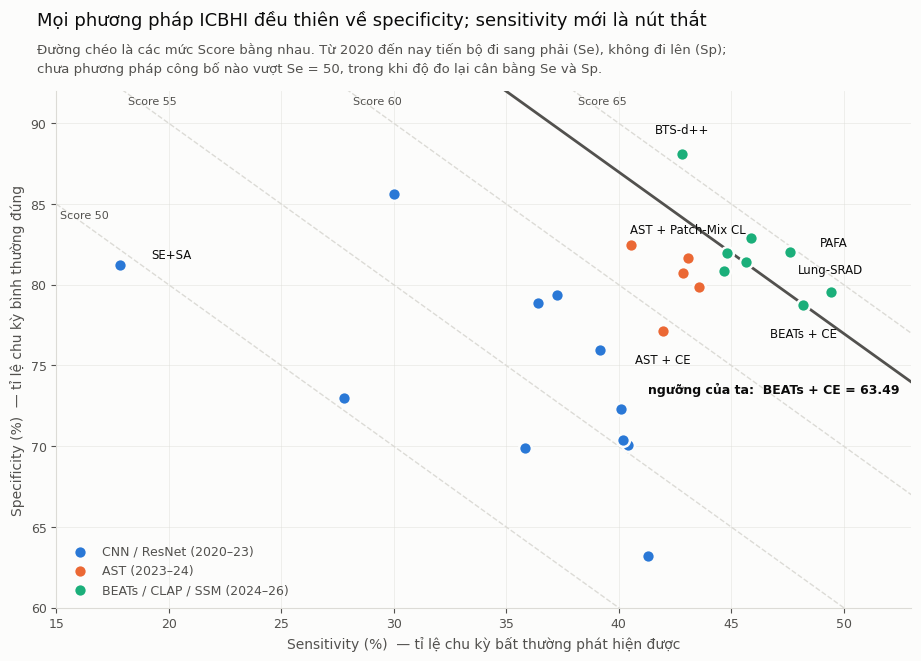 Mọi phương pháp ICBHI đều thiên về specificity; sensitivity mới là nút thắt
Đường chéo là các mức Score bằng nhau. Từ 2020 đến nay tiến bộ đi sang phải (Se), không đi lên (Sp);
chưa phương pháp công bố nào vượt Se = 50, trong khi độ đo lại cân bằng Se và Sp.
Score 55
Score 60
Score 65
90
BTS-d++
85
Score 50
AST + Patch-Mix CL
PAFA
SE+SA
Lung-SRAD
80
BEATs + CE
75
AST + CE
ngưỡng của ta: BEATs + CE = 63.49
70
65
60
Specificity (%) — tỉ lệ chu kỳ bình thường đúng
CNN / ResNet (2020–23)
AST (2023–24)
BEATs / CLAP / SSM (2024–26)
15 20 25 30 35 40 45 50
Sensitivity (%) — tỉ lệ chu kỳ bất thường phát hiện được